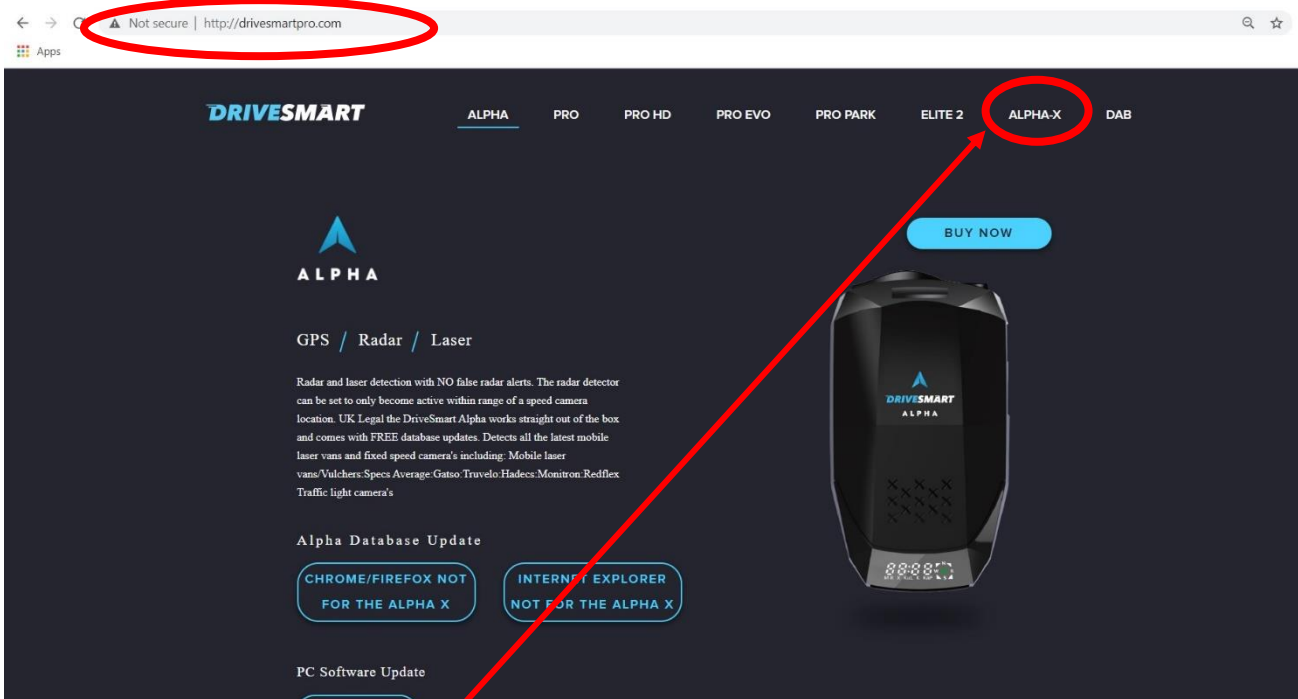 Not secure | http://drivesmartpro.com
Apps
DRIVESMART
ALPHA PRO PRO HD PRO EVO PRO PARK ELITE 2 ALPHA-X DAB
BUY NOW
ALPHA
GPS / Radar / Laser
Radar and laser detection with NO false radar alerts. The radar detector
can be set to only become active within range of a speed camera
location. UK Legal the DriveSmart Alpha works straight out of the box
and comes with FREE database updates. Detects all the latest mobile
laser vans and fixed speed camera's including: Mobile laser
vans/Vulchers:Specs Average:Gatso:Truvelo:Hadecs:Monitron:Redflex
Traffic light camera's
DRIVESMART
ALPHA
88:88
Alpha Database Update
CHROME/FIREFOX NOT
FOR THE ALPHA X
INTERNET EXPLORER
NOT FOR THE ALPHA X
PC Software Update